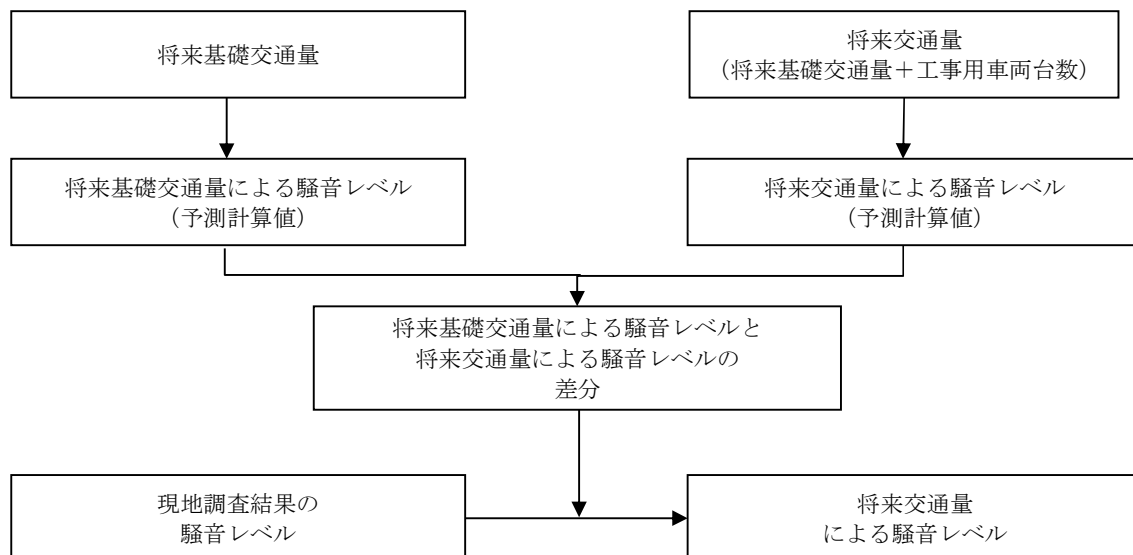 将来基礎交通量
将来交通量
（将来基礎交通量＋工事用車両台数）
将来基礎交通量による騒音レベル
（予測計算値）
将来交通量による騒音レベル
（予測計算値）
将来基礎交通量による騒音レベルと
将来交通量による騒音レベルの
差分
現地調査結果の
騒音レベル
将来交通量
による騒音レベル